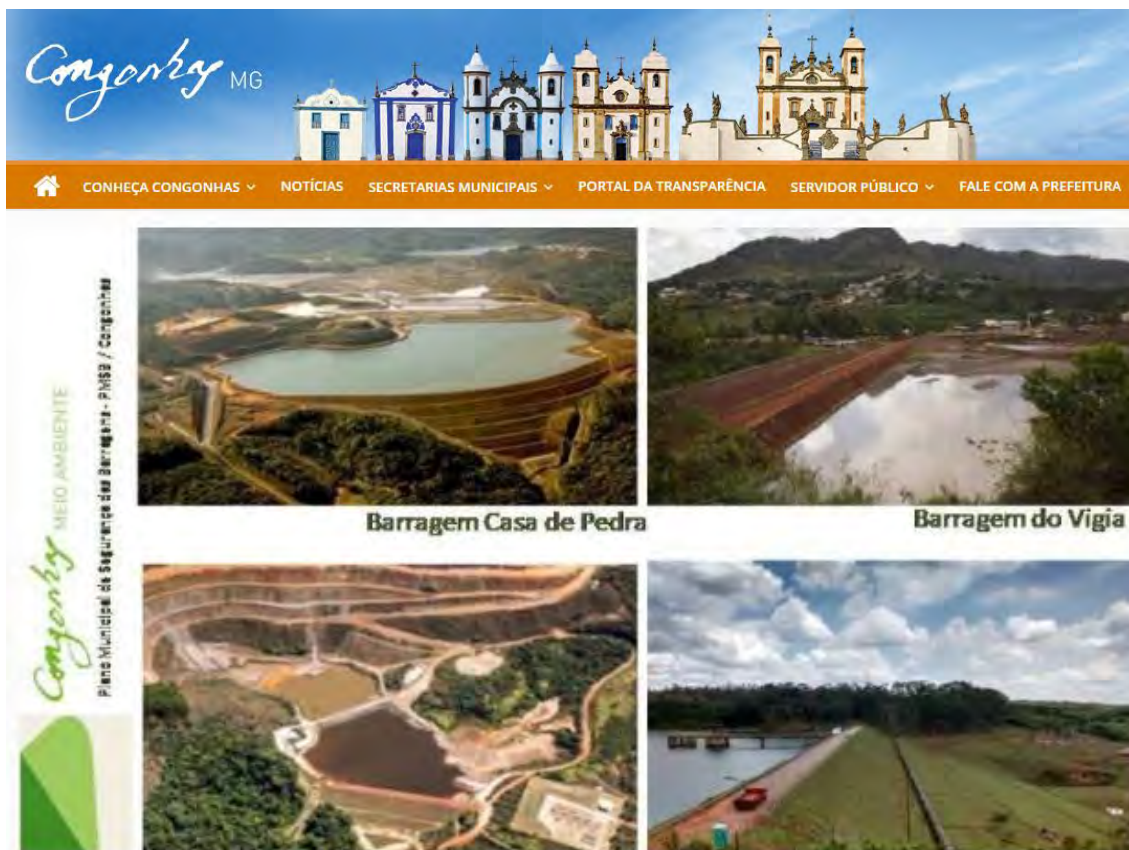 Congonhas MG
CONHEÇA CONGONHAS
NOTÍCIAS
SECRETARIAS MUNICIPAIS
PORTAL DA TRANSPARÊNCIA
SERVIDOR PÚBLICO
FALE COM A PREFEITURA
Congonhas MEIO AMBIENTE
Plano Municipal de Segurança das Barragens - PMSB / Congonhas
Barragem Casa de Pedra
Barragem do Vigia